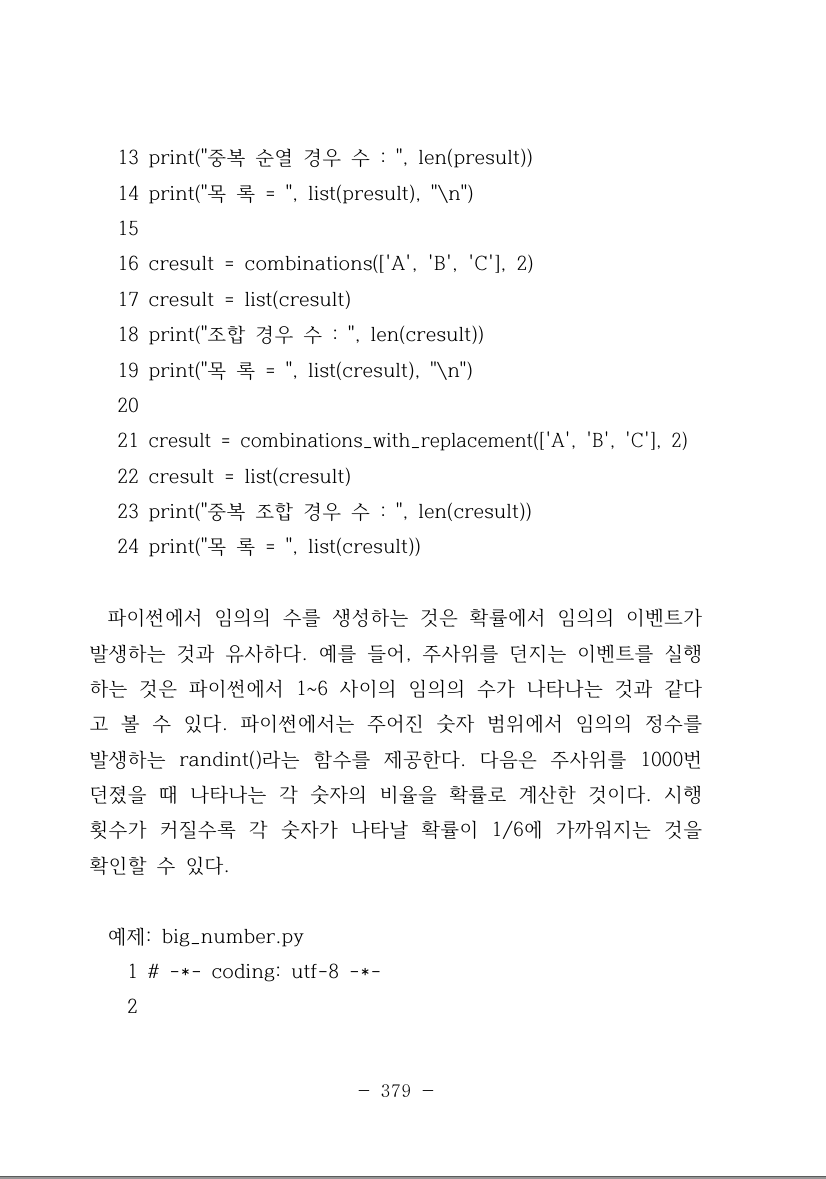 13 print("중복 순열 경우 수 : ", len(presult))
14 print("목 록 = ", list(presult), "\n")
15
16 cresult = combinations(['A', 'B', 'C'], 2)
17 cresult = list(cresult)
18 print("조합 경우 수 : ", len(cresult))
19 print("목 록 = ", list(cresult), "\n")
20
21 cresult = combinations_with_replacement(['A', 'B', 'C'], 2)
22 cresult = list(cresult)
23 print("중복 조합 경우 수 : ", len(cresult))
24 print("목 록 = ", list(cresult))
파이썬에서 임의의 수를 생성하는 것은 확률에서 임의의 이벤트가
발생하는 것과 유사하다. 예를 들어, 주사위를 던지는 이벤트를 실행
하는 것은 파이썬에서 1~6 사이의 임의의 수가 나타나는 것과 같다
고 볼 수 있다. 파이썬에서는 주어진 숫자 범위에서 임의의 정수를
발생하는 randint()라는 함수를 제공한다. 다음은 주사위를 1000번
던졌을 때 나타나는 각 숫자의 비율을 확률로 계산한 것이다. 시행
횟수가 커질수록 각 숫자가 나타날 확률이 1/6에 가까워지는 것을
확인할 수 있다.
예제: big_number.py
1 # -*- coding: utf-8 -*-
2
- 379 -